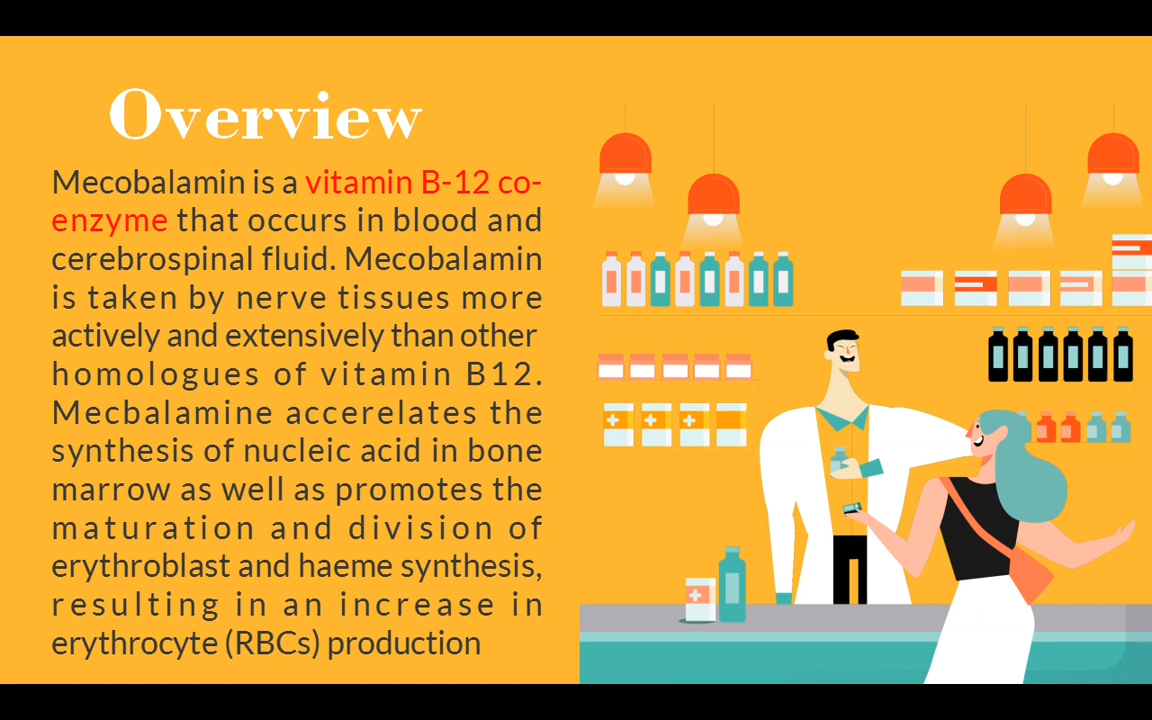 Overview
Mecobalamin is a vitamin B-12 co-
enzyme that occurs in blood and
cerebrospinal fluid. Mecobalamin
is taken by nerve tissues more
actively and extensively than other
homologues of vitamin B12.
Mecbalamine accerelates the
synthesis of nucleic acid in bone
marrow as well as promotes the
maturation and division of
erythroblast and haeme synthesis,
resulting in an increase in
erythrocyte (RBCs) production